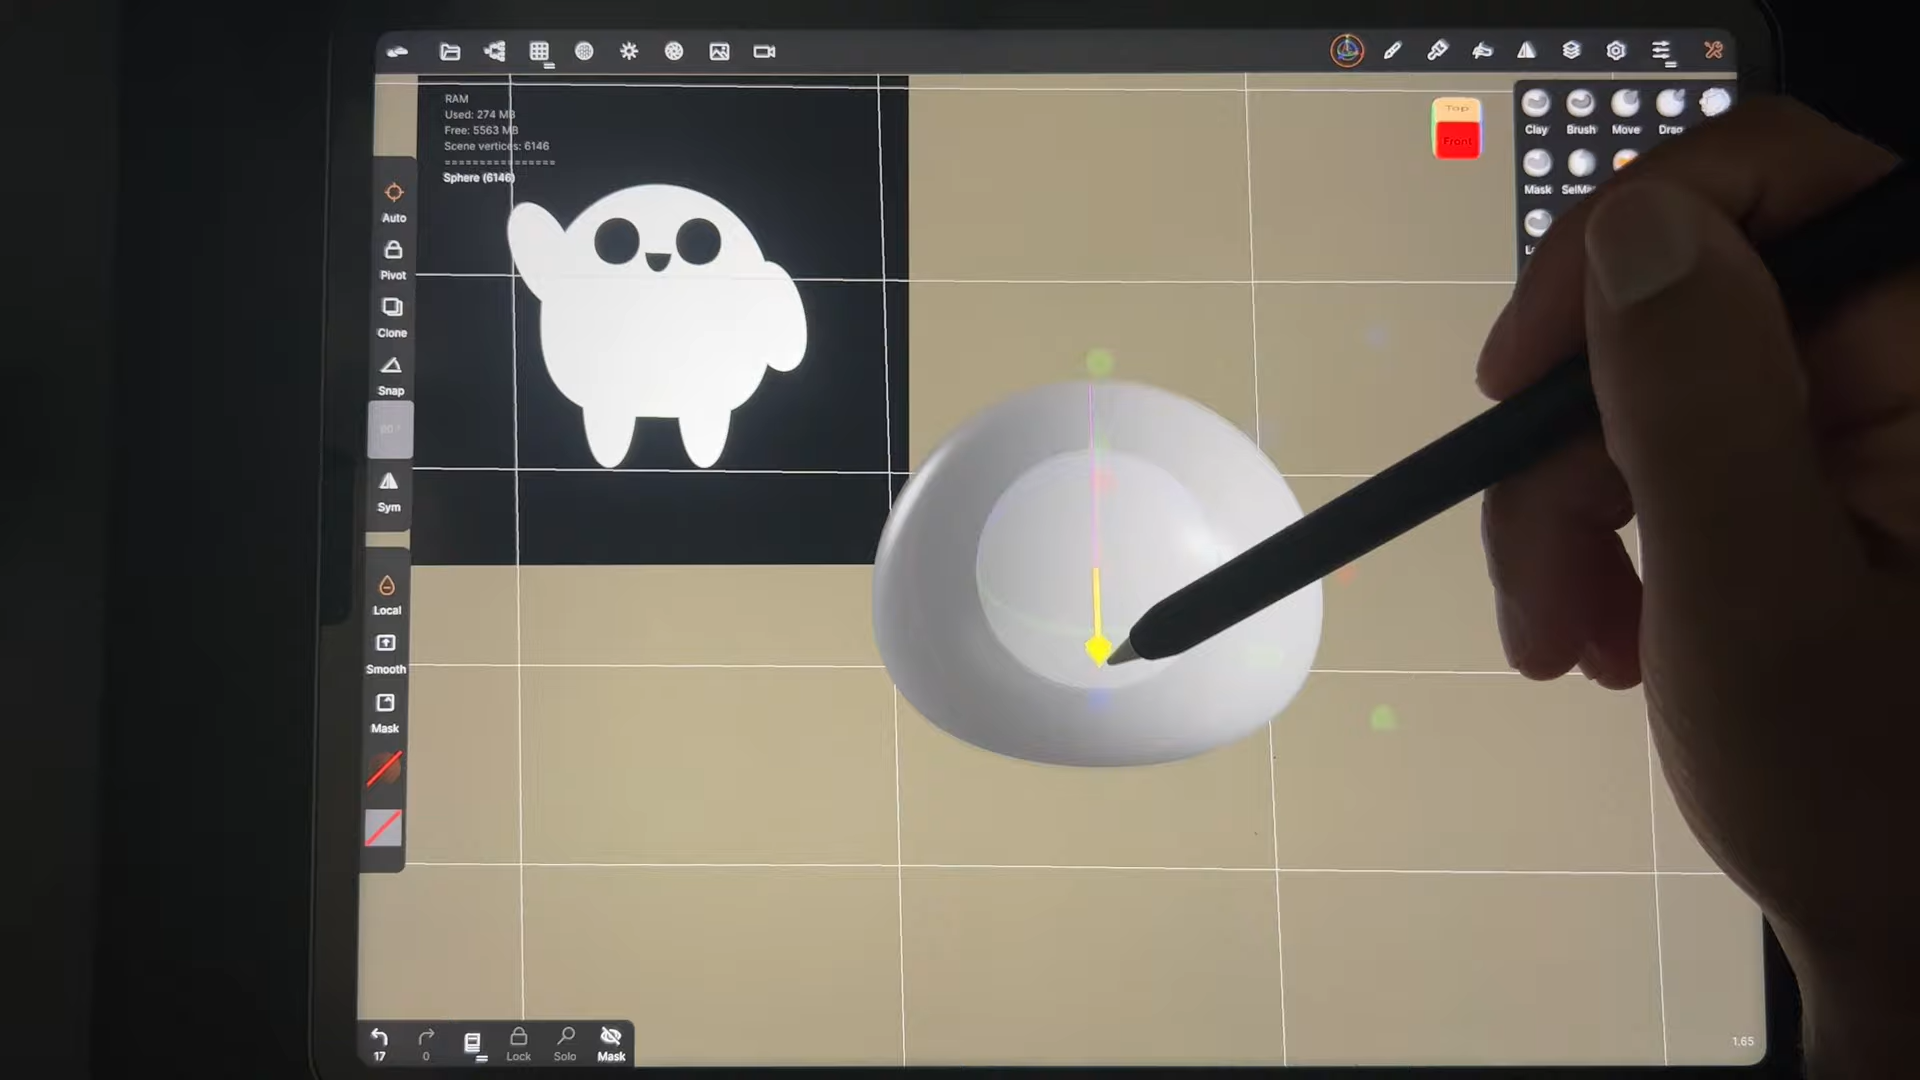 RAM
Used: 274 MB
Free: 5563 MB
Scene vertices: 6146
================
Sphere (6146)
Top
Front
Clay
Brush
Move
Drag
Mask
Auto
Pivot
Clone
Snap
Sym
Local
Smooth
Mask
17
0
Lock
Solo
Mask
1.65